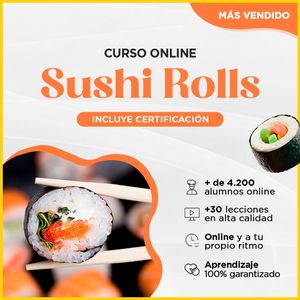 MÁS VENDIDO
CURSO ONLINE
Sushi Rolls
INCLUYE CERTIFICACIÓN
+ de 4.200
alumnos online
+30 lecciones
en alta calidad
Online y a tu
propio ritmo
Aprendizaje
100% garantizado